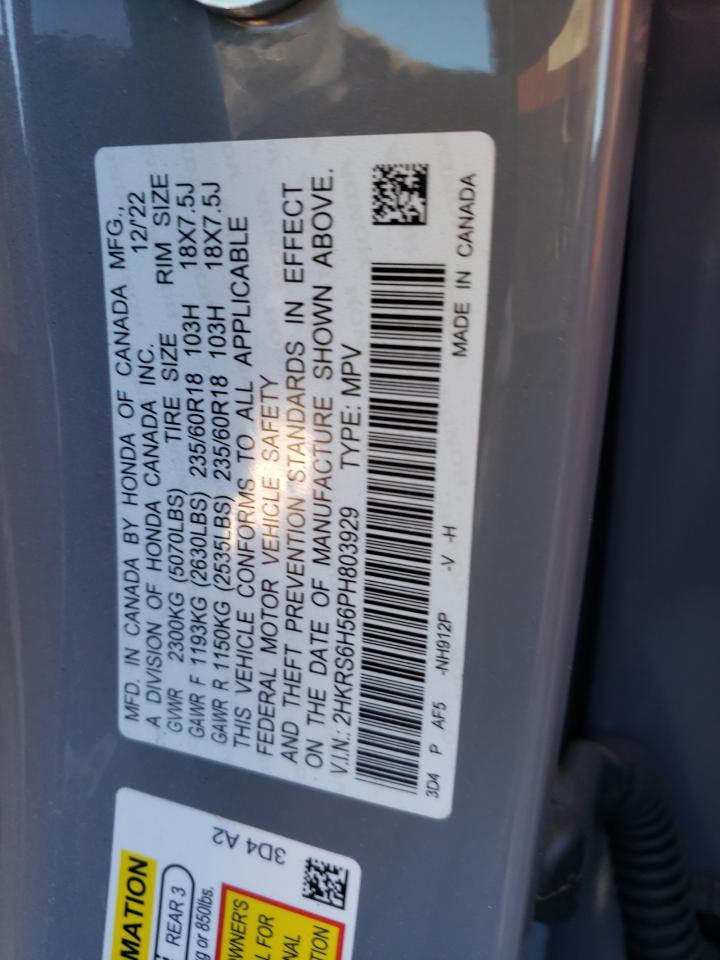 MFD. IN CANADA BY HONDA OF CANADA MFG.,
A DIVISION OF HONDA CANADA INC. 12/'22
GVWR 2300KG (5070LBS) TIRE SIZE RIM SIZE
GAWR F 1193KG (2630LBS) 235/60R18 103H 18X7.5J
GAWR R 1150KG (2535LBS) 235/60R18 103H 18X7.5J
THIS VEHICLE CONFORMS TO ALL APPLICABLE
FEDERAL MOTOR VEHICLE SAFETY
AND THEFT PREVENTION STANDARDS IN EFFECT
ON THE DATE OF MANUFACTURE SHOWN ABOVE.
V.I.N.: 2HKRS6H56PH803929 TYPE: MPV
3D4 P AF5 -NH912P -V -H MADE IN CANADA
3D4 A2
MATION
REAR 3
g or 850lbs.
OWNER'S
L FOR
NAL
TION